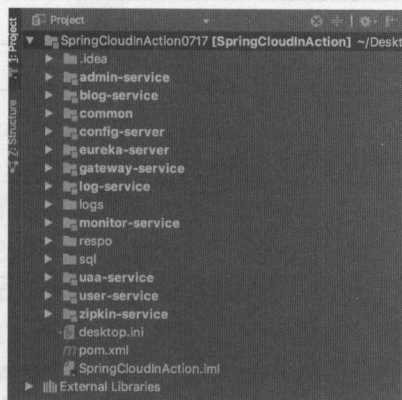 Project
SpringCloudInAction0717 [SpringCloudInAction] ~/Deskt
.idea
admin-service
blog-service
common
config-server
eureka-server
gateway-service
log-service
logs
monitor-service
respo
sql
uaa-service
user-service
zipkin-service
desktop.ini
pom.xml
SpringCloudInAction.iml
External Libraries
1: Project
7: Structure